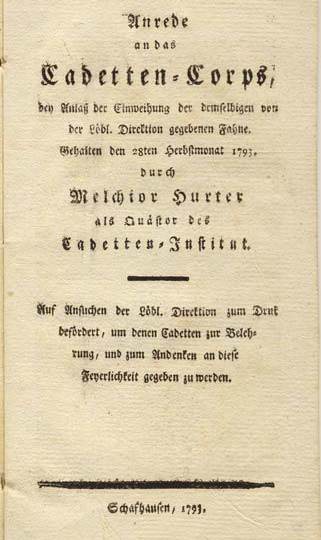 Anrede
an das
Cadetten-Corps,
bey Anlaß der Einweihung der demselbigen von
der Löbl. Direktion gegebenen Fahne.
Gehalten den 28ten Herbstmonat 1793.
durch
Melchior Hurter
als Quästor des
Cadetten-Institut.
Auf Ansuchen der Löbl. Direktion zum Druk
befördert, um denen Cadetten zur Beleh-
rung, und zum Andenken an diese
Feyerlichkeit gegeben zu werden.
Schafhausen, 1793.